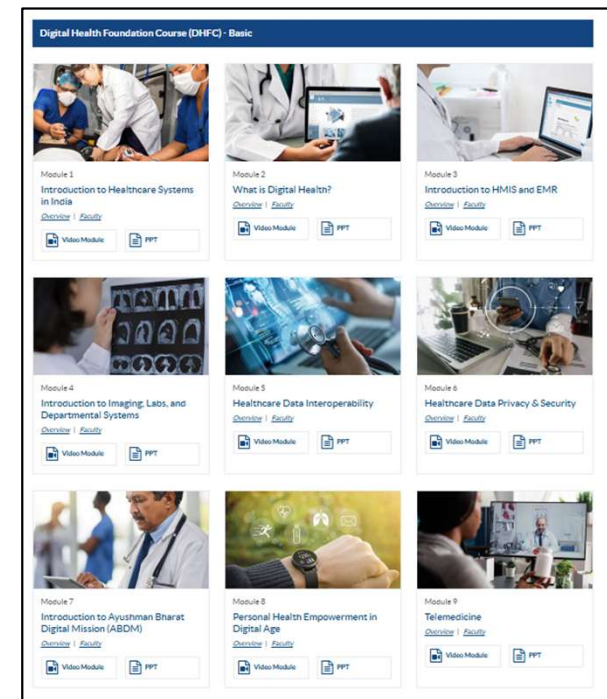 Digital Health Foundation Course (DHFC) - Basic
Module 1
Introduction to Healthcare Systems
in India
Overview | Faculty
Video Module
PPT
Module 2
What is Digital Health?
Overview | Faculty
Video Module
PPT
Module 3
Introduction to HMIS and EMR
Overview | Faculty
Video Module
PPT
Module 4
Introduction to Imaging, Labs, and
Departmental Systems
Overview | Faculty
Video Module
PPT
Module 5
Healthcare Data Interoperability
Overview | Faculty
Video Module
PPT
Module 6
Healthcare Data Privacy & Security
Overview | Faculty
Video Module
PPT
Module 7
Introduction to Ayushman Bharat
Digital Mission (ABDM)
Overview | Faculty
Video Module
PPT
Module 8
Personal Health Empowerment in
Digital Age
Overview | Faculty
Video Module
PPT
Module 9
Telemedicine
Overview | Faculty
Video Module
PPT